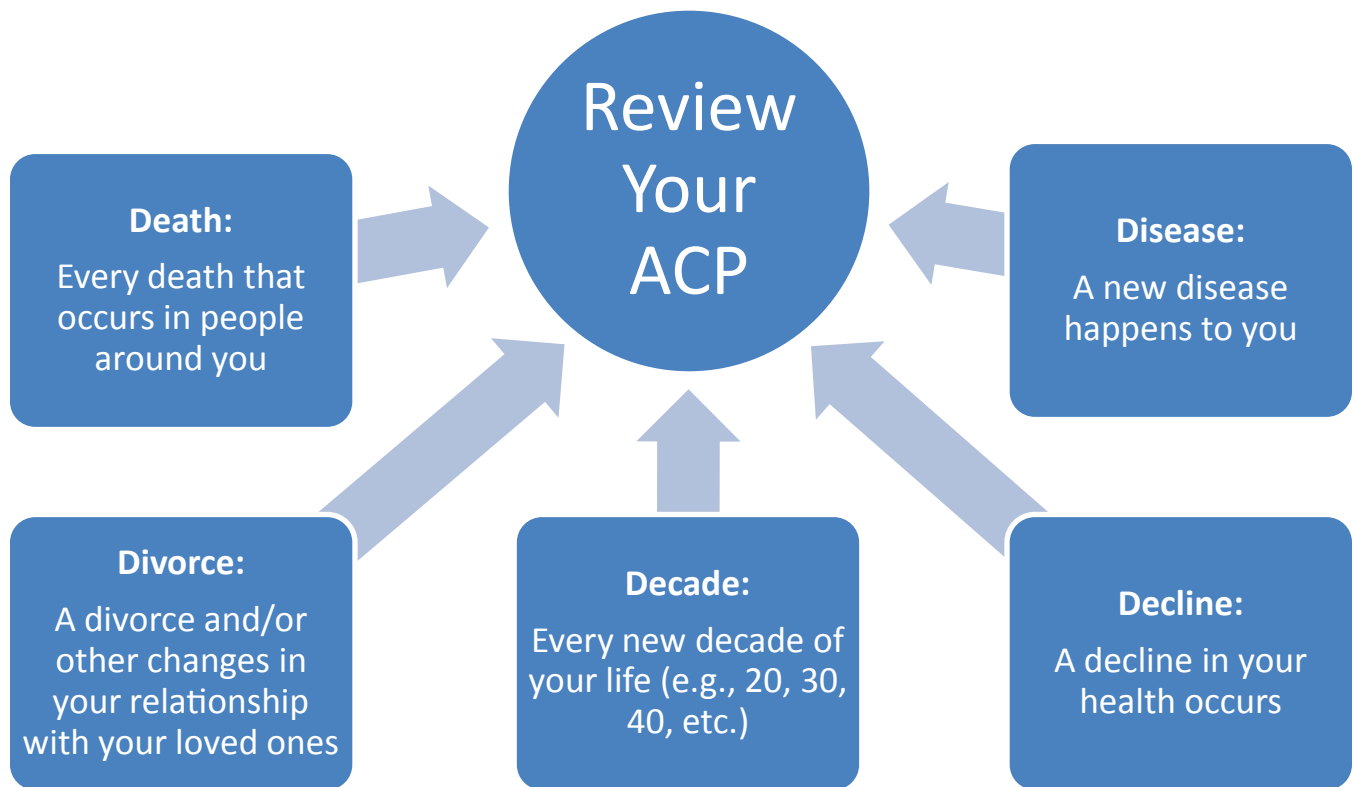 Review
Your
ACP
Death:
Every death that
occurs in people
around you
Divorce:
A divorce and/or
other changes in
your relationship
with your loved ones
Decade:
Every new decade of
your life (e.g., 20, 30,
40, etc.)
Decline:
A decline in your
health occurs
Disease:
A new disease
happens to you